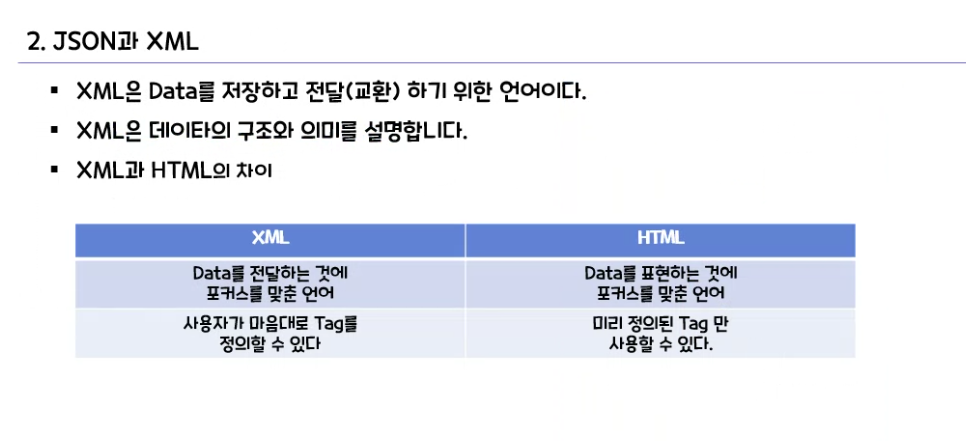 2. JSON과 XML
▪ XML은 Data를 저장하고 전달(교환) 하기 위한 언어이다.
▪ XML은 데이타의 구조와 의미를 설명합니다.
▪ XML과 HTML의 차이
XML HTML
Data를 전달하는 것에
포커스를 맞춘 언어
Data를 표현하는 것에
포커스를 맞춘 언어
사용자가 마음대로 Tag를
정의할 수 있다
미리 정의된 Tag 만
사용할 수 있다.